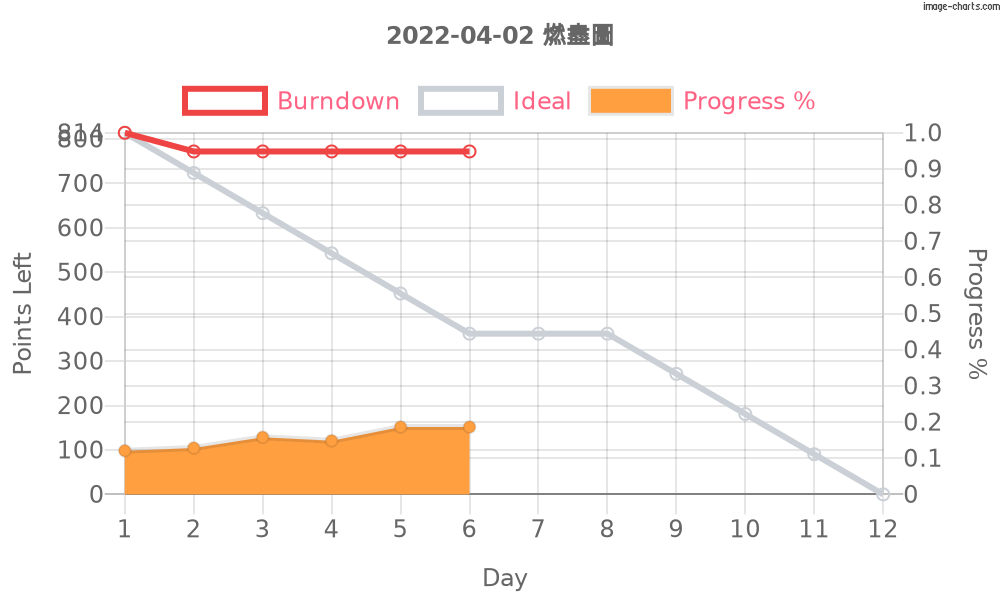 image-charts.com
2022-04-02 燃盡圖
Burndown Ideal Progress %
814 1.0
800
700 0.9
600 0.8
500 0.7
400 0.6
300 0.5
200 0.4
100 0.3
0 0.2
0.1
0
Points Left
Progress %
1 2 3 4 5 6 7 8 9 10 11 12
Day